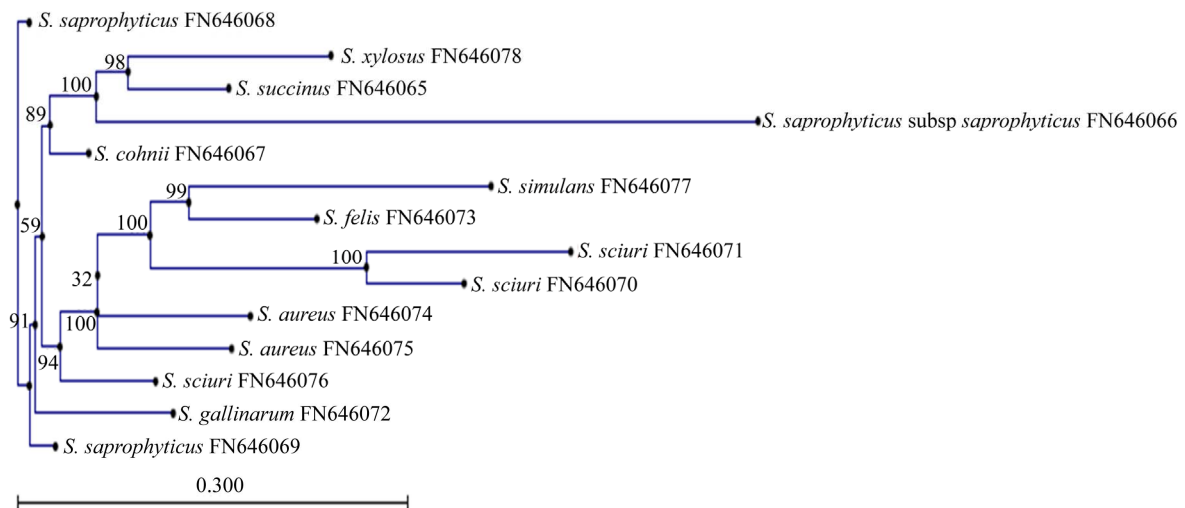 S. saprophyticus FN646068
S. xylosus FN646078
98
100
S. succinus FN646065
89
S. saprophyticus subsp saprophyticus FN646066
S. cohnii FN646067
S. simulans FN646077
99
59
100
S. felis FN646073
100
S. sciuri FN646071
32
S. sciuri FN646070
91
100
S. aureus FN646074
94
S. aureus FN646075
S. sciuri FN646076
S. gallinarum FN646072
S. saprophyticus FN646069
0.300